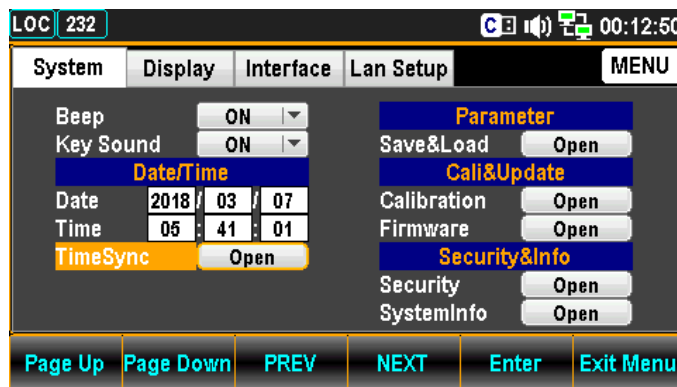 LOC 232 C 00:12:50
System Display Interface Lan Setup MENU
Beep ON
Key Sound ON
Date/Time
Date 2018 / 03 / 07
Time 05 : 41 : 01
TimeSync Open
Parameter
Save&Load Open
Cali&Update
Calibration Open
Firmware Open
Security&Info
Security Open
SystemInfo Open
Page Up Page Down PREV NEXT Enter Exit Menu